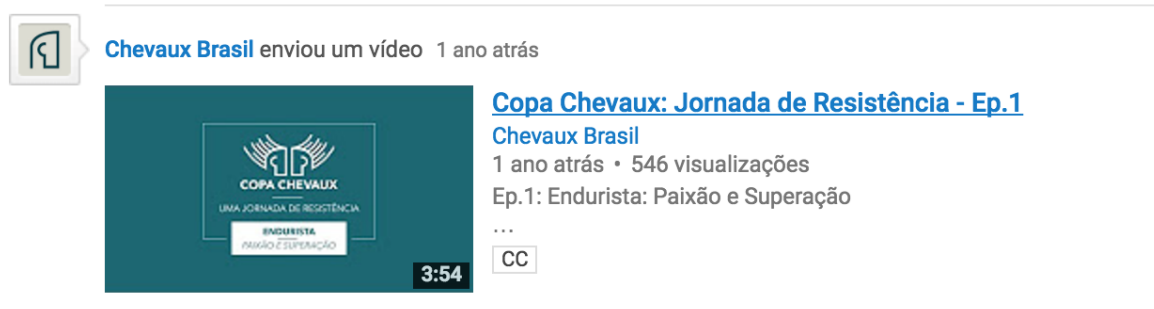 Chevaux Brasil enviou um vídeo 1 ano atrás
COPA CHEVAUX
UMA JORNADA DE RESISTÊNCIA
ENDURISTA
PAIXÃO E SUPERAÇÃO
3:54
Copa Chevaux: Jornada de Resistência - Ep.1
Chevaux Brasil
1 ano atrás • 546 visualizações
Ep.1: Endurista: Paixão e Superação
...
CC